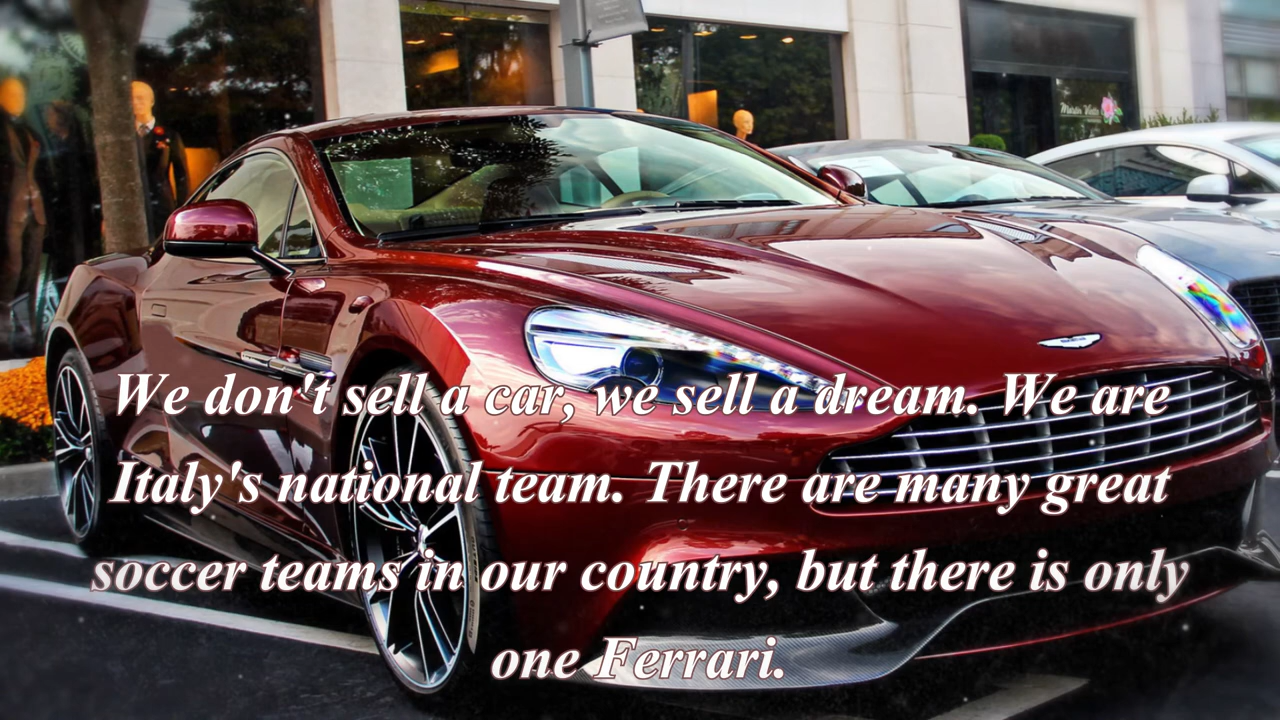 We don't sell a car, we sell a dream. We are
Italy's national team. There are many great
soccer teams in our country, but there is only
one Ferrari.